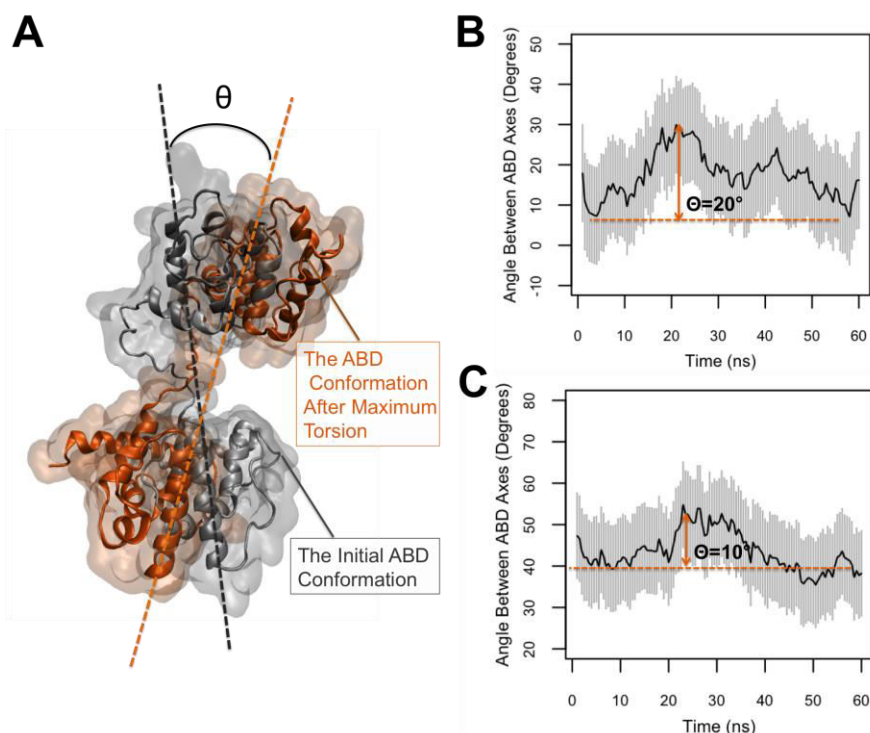 A
θ
The ABD
Conformation
After Maximum
Torsion
The Initial ABD
Conformation
B
Angle Between ABD Axes (Degrees)
50
40
30
20
10
0
-10
Θ=20°
0 10 20 30 40 50 60
Time (ns)
C
Angle Between ABD Axes (Degrees)
80
70
60
50
40
30
20
Θ=10°
0 10 20 30 40 50 60
Time (ns)